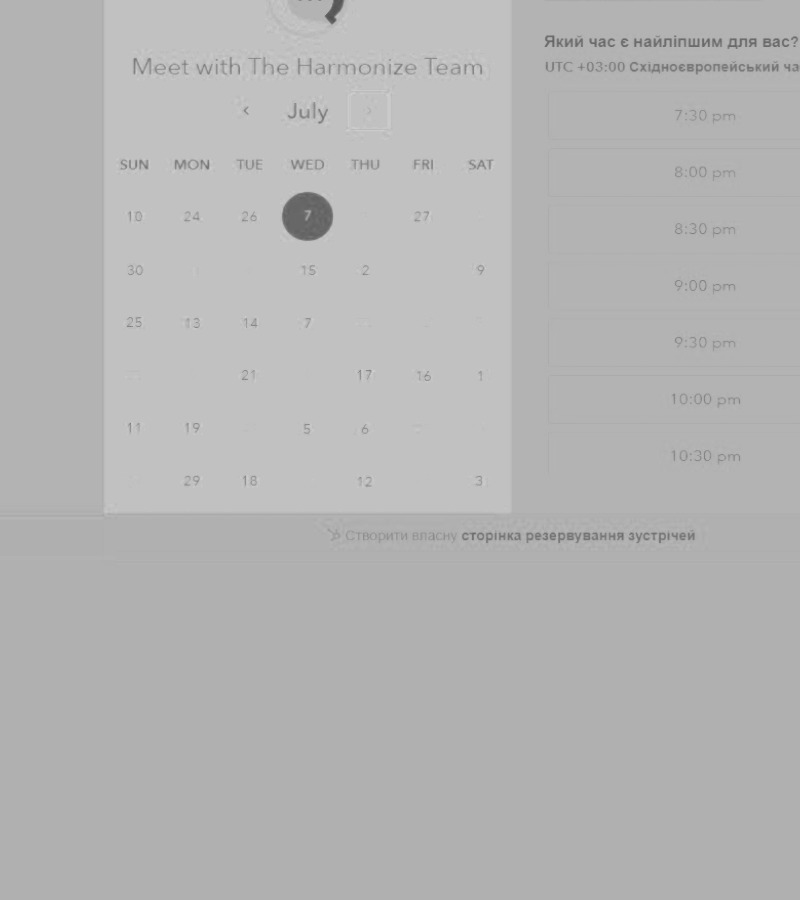 Meet with The Harmonize Team
July
SUN MON TUE WED THU FRI SAT
10 24 26 7 27
30 15 2 9
25 13 14 7
21 17 16 1
11 19 5 6
29 18 12 3
Який час є найліпшим для вас?
UTC +03:00 Східноєвропейський
7:30 pm
8:00 pm
8:30 pm
9:00 pm
9:30 pm
10:00 pm
10:30 pm
Створити власну сторінка резервування зустрічей